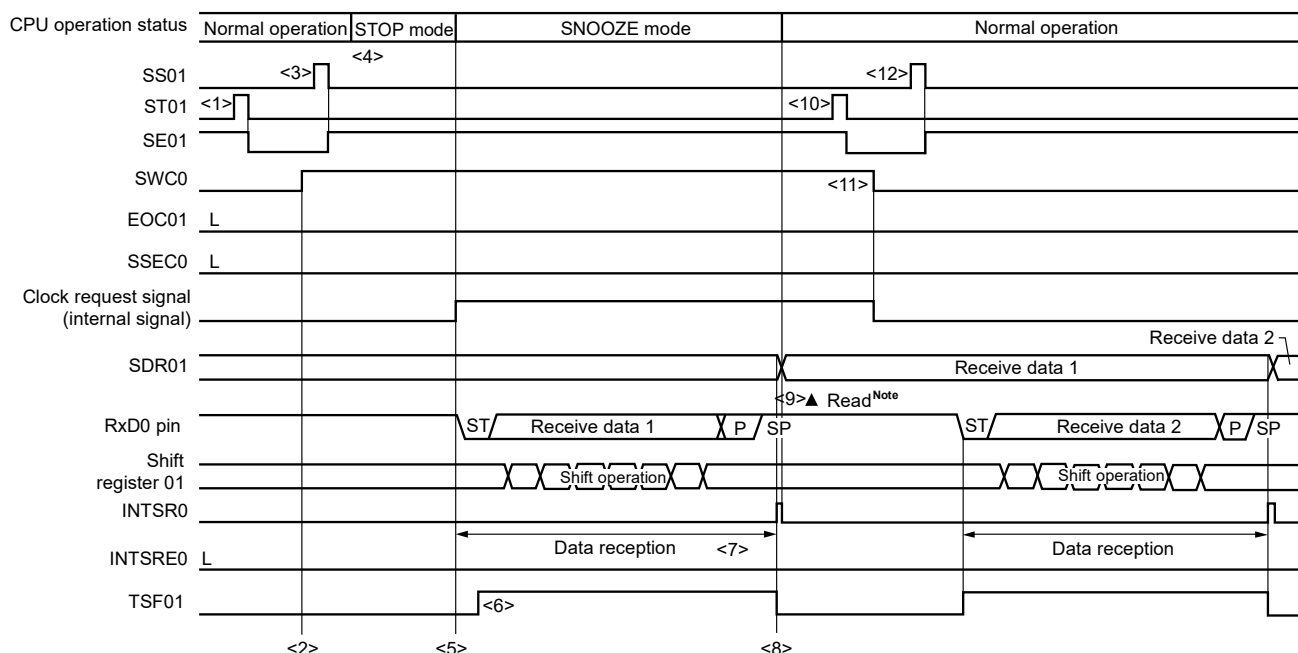 CPU operation status
Normal operation
STOP mode
SNOOZE mode
Normal operation
<4>
SS01
<3>
<12>
ST01
<1>
<10>
SE01
SWC0
<11>
EOC01
L
SSEC0
L
Clock request signal
(internal signal)
Receive data 2
SDR01
Receive data 1
<9>▲ Read Note
RxD0 pin
ST
Receive data 1
P
SP
ST
Receive data 2
P
SP
Shift
register 01
Shift operation
Shift operation
INTSR0
Data reception
<7>
Data reception
INTSRE0
L
TSF01
<6>
<2>
<5>
<8>